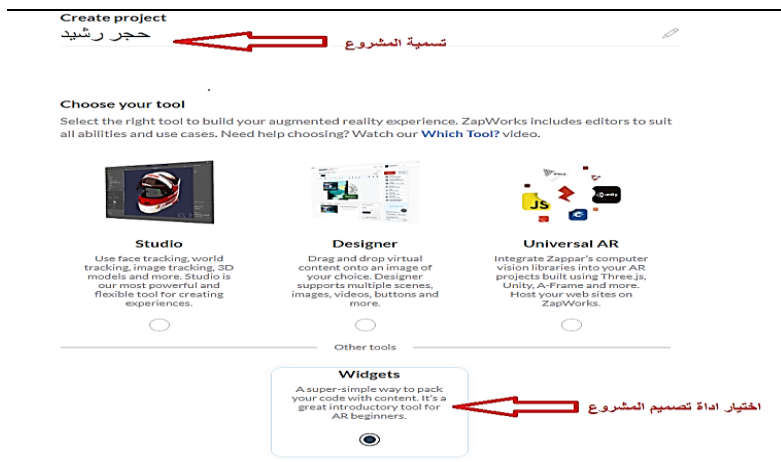 Create project
حجر رشيد
تسمية المشروع
Choose your tool
Select the right tool to build your augmented reality experience. ZapWorks includes editors to suit
all abilities and use cases. Need help choosing? Watch our Which Tool? video.
JS
unity
Studio
Use face tracking, world
tracking, image tracking, 3D
models and more. Studio is
our most powerful and
flexible tool for creating
experiences.
Designer
Drag and drop virtual
content onto an image of
your choice. Designer
supports multiple scenes,
images, videos, buttons and
more.
Universal AR
Integrate Zappar's computer
vision libraries into your AR
projects built using Three.js,
Unity, A-Frame and more.
Host your web sites on
ZapWorks.
Other tools
Widgets
A super-simple way to pack
your code with content. It's a
great introductory tool for
AR beginners.
اختيار اداة تصميم المشروع